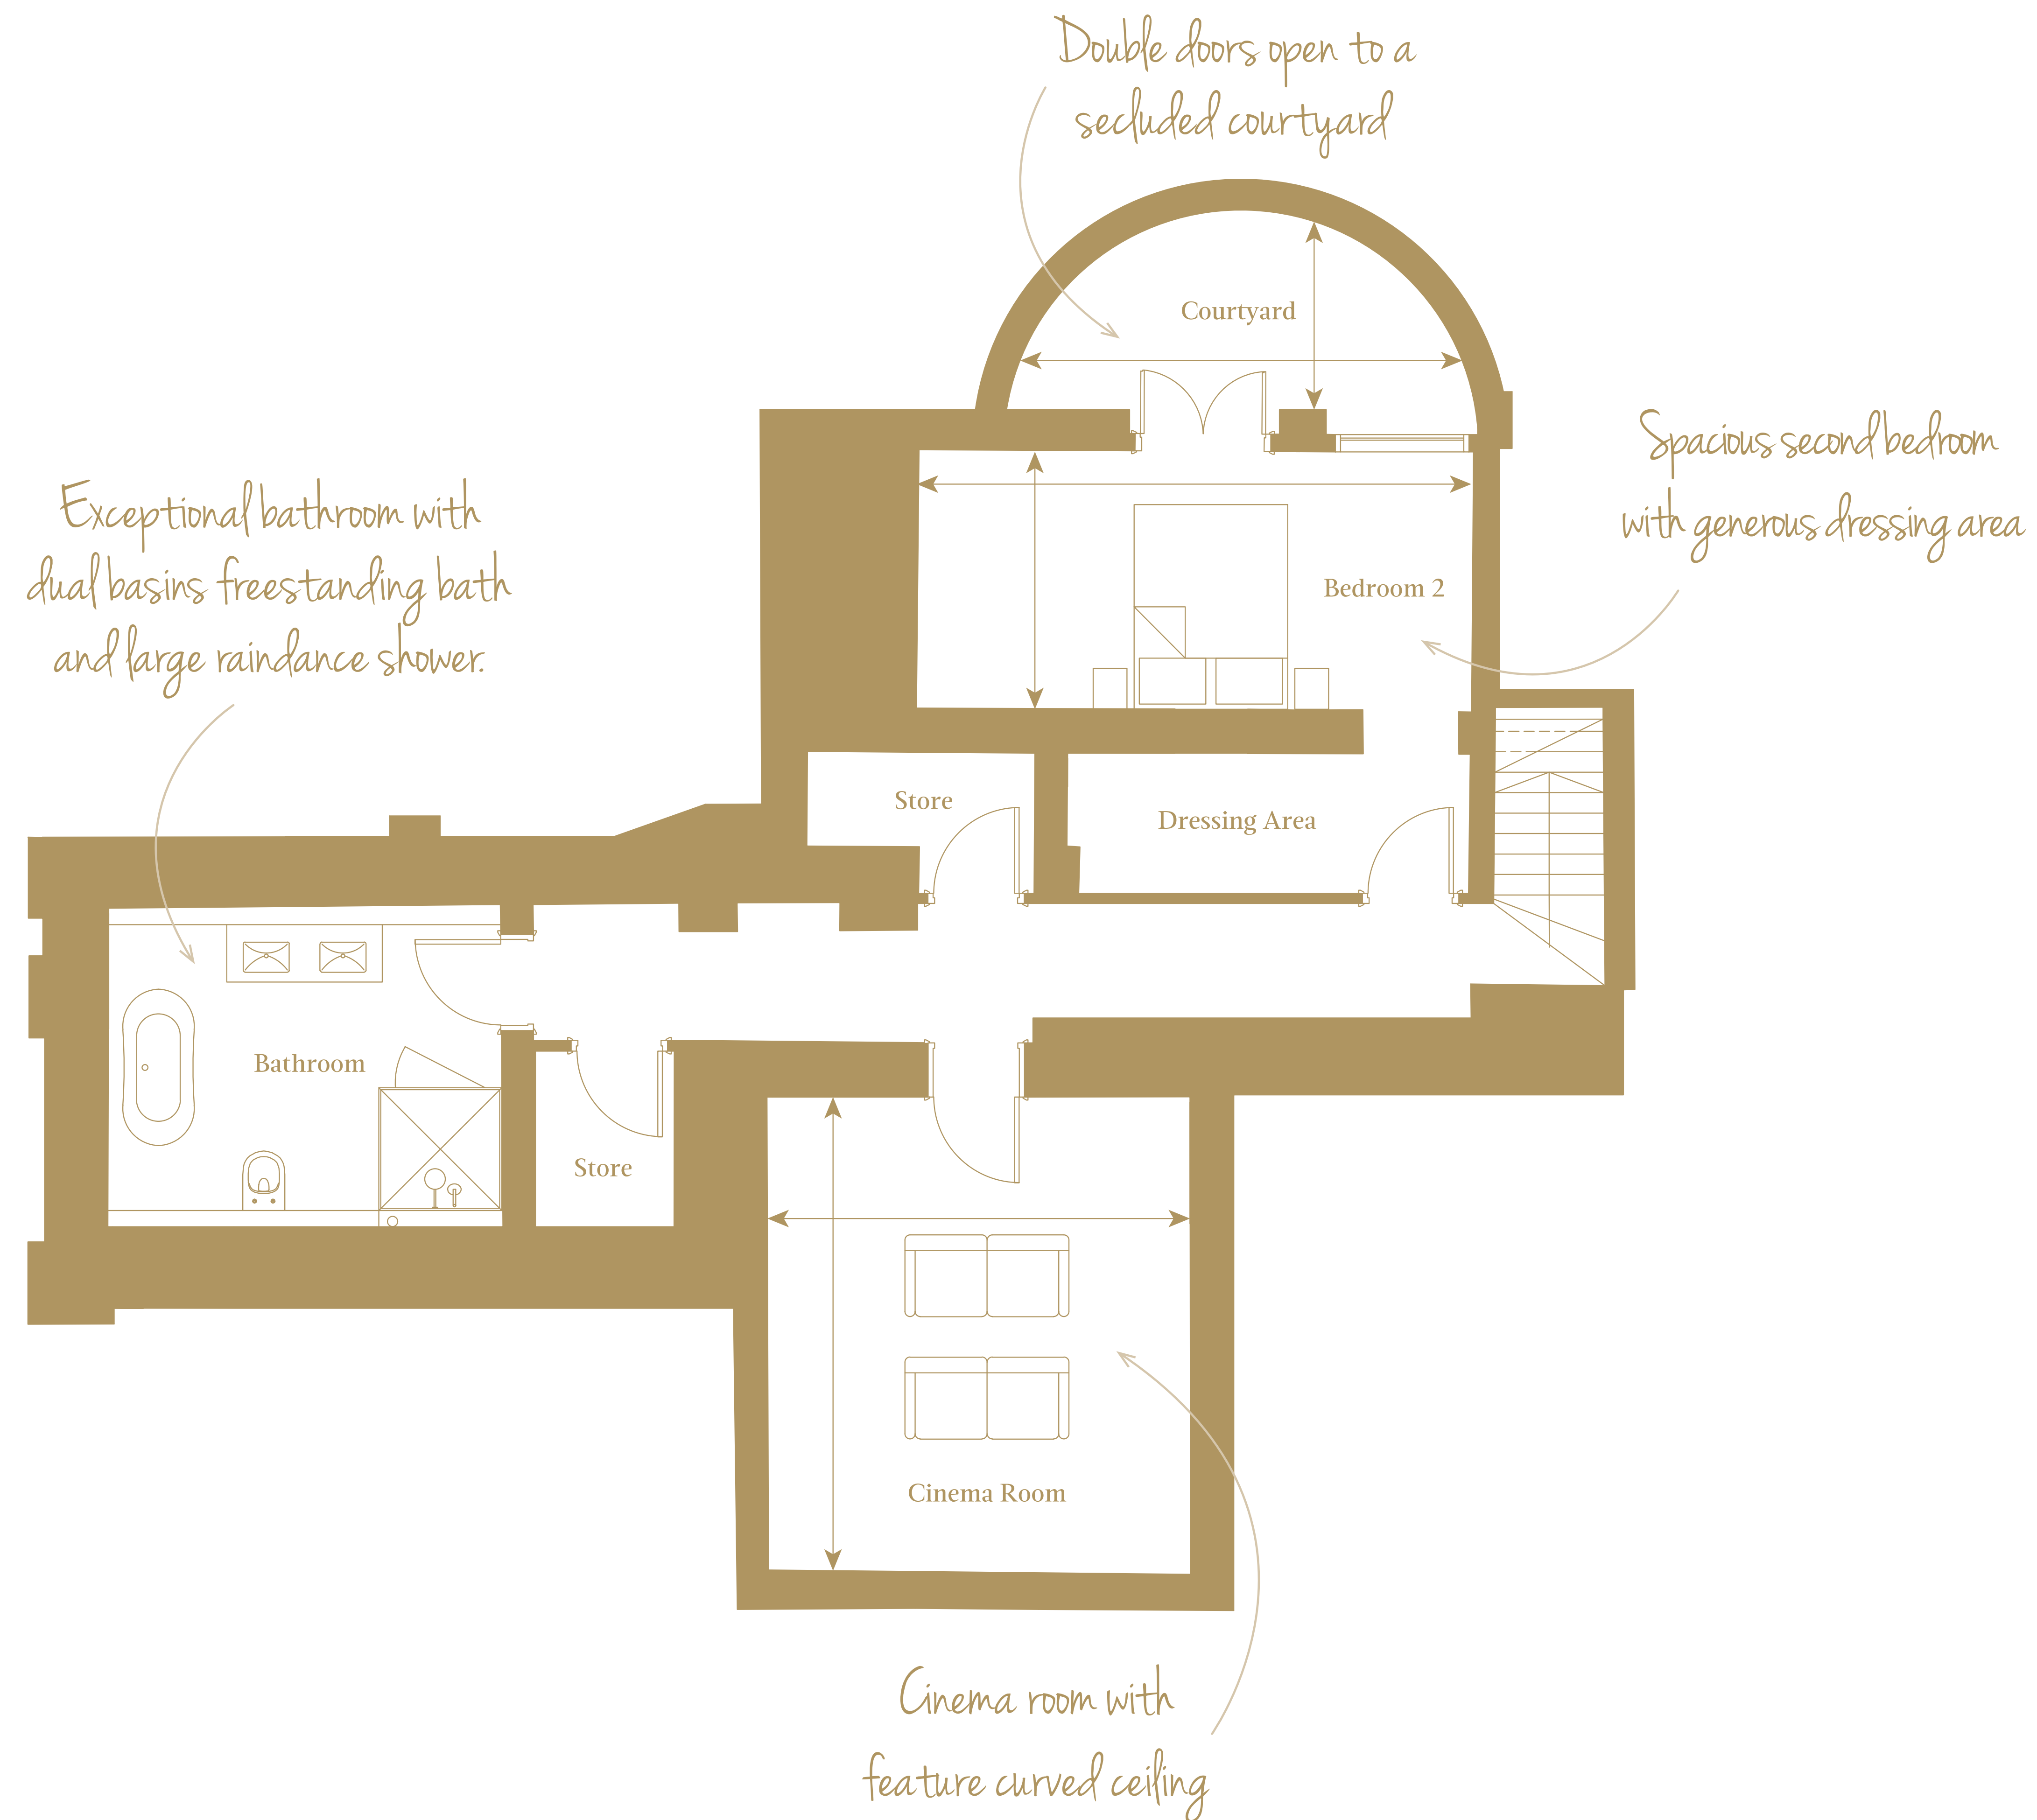 Double doors open to a
secluded courtyard
Courtyard
Spacious second bedroom
with generous dressing area
Exceptional bathroom with
dual basins freestanding bath
and large raindance shower.
Bedroom 2
Store
Dressing Area
Bathroom
Store
Cinema Room
Cinema room with
feature curved ceiling